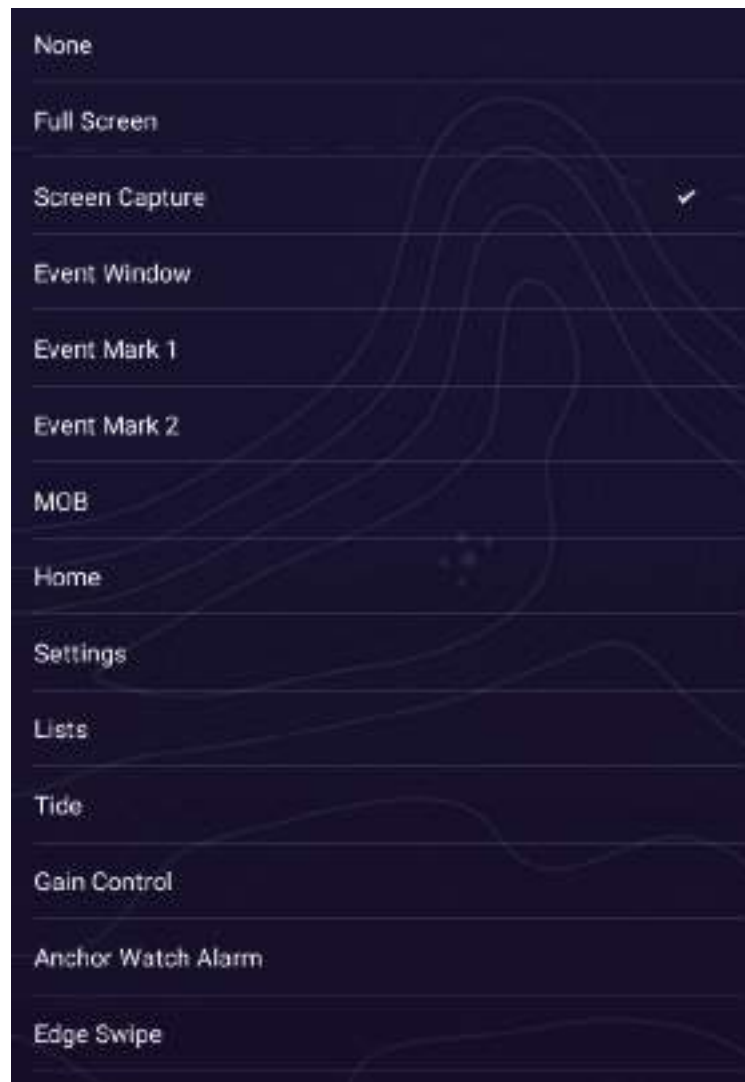 None
Full Screen
Screen Capture
Event Window
Event Mark 1
Event Mark 2
MOB
Home
Settings
Lists
Tide
Gain Control
Anchor Watch Alarm
Edge Swipe